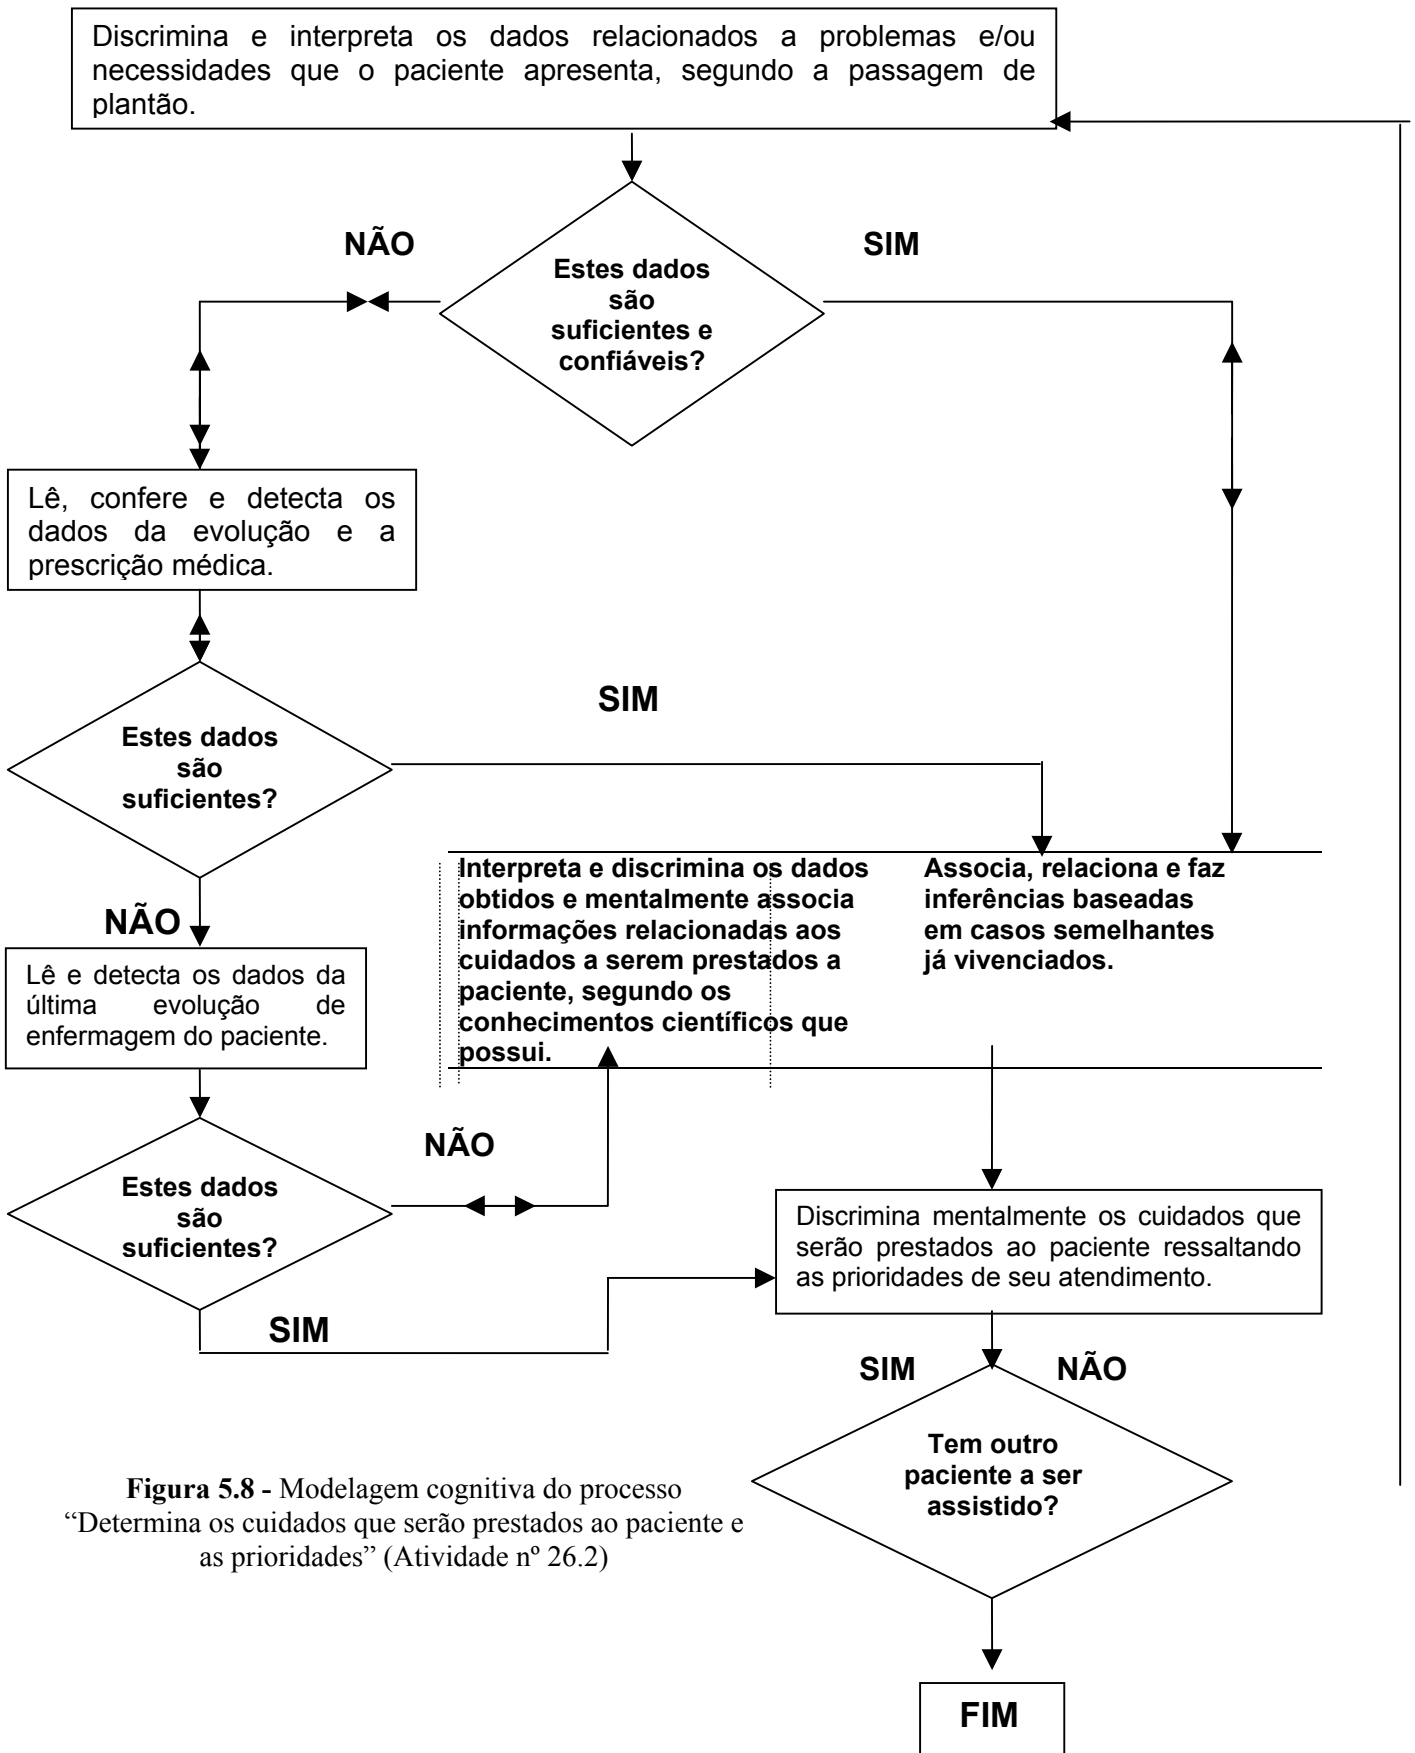 Discrimina e interpreta os dados relacionados a problemas e/ou
necessidades que o paciente apresenta, segundo a passagem de
plantão.
NÃO
SIM
Estes dados
são
suficientes e
confiáveis?
Lê, confere e detecta os
dados da evolução e a
prescrição médica.
SIM
Estes dados
são
suficientes?
NÃO
Interpreta e discrimina os dados
obtidos e mentalmente associa
informações relacionadas aos
cuidados a serem prestados a
paciente, segundo os
conhecimentos científicos que
possui.
Associa, relaciona e faz
inferências baseadas
em casos semelhantes
já vivenciados.
Lê e detecta os dados da
última evolução de
enfermagem do paciente.
NÃO
Estes dados
são
suficientes?
SIM
Discrimina mentalmente os cuidados que
serão prestados ao paciente ressaltando
as prioridades de seu atendimento.
SIM
NÃO
Tem outro
paciente a ser
assistido?
Figura 5.8 - Modelagem cognitiva do processo
“Determina os cuidados que serão prestados ao paciente e
as prioridades” (Atividade nº 26.2)
FIM